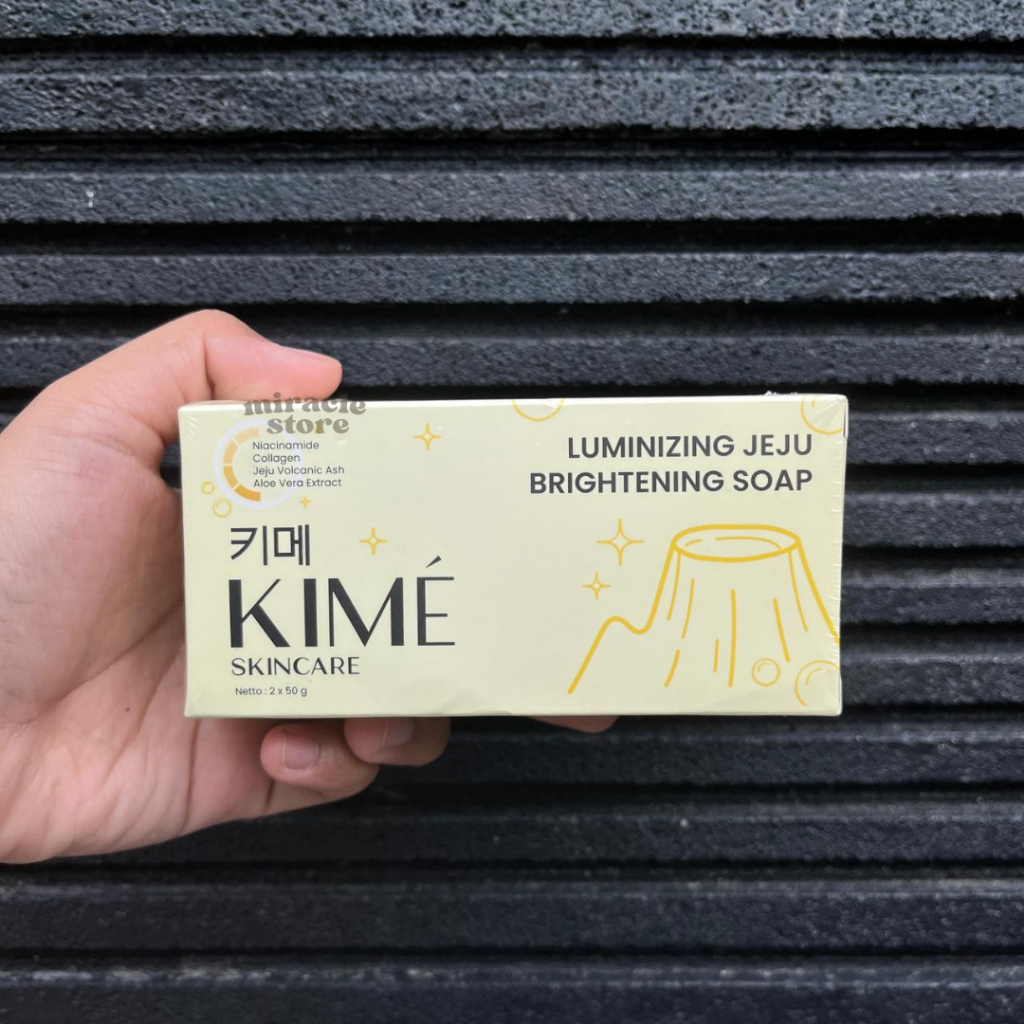 miracle
store
Niacinamide
Collagen
Jeju Volcanic Ash
Aloe Vera Extract
LUMINIZING JEJU
BRIGHTENING SOAP
키메
KIMÉ
SKINCARE
Netto : 2 x 50 g